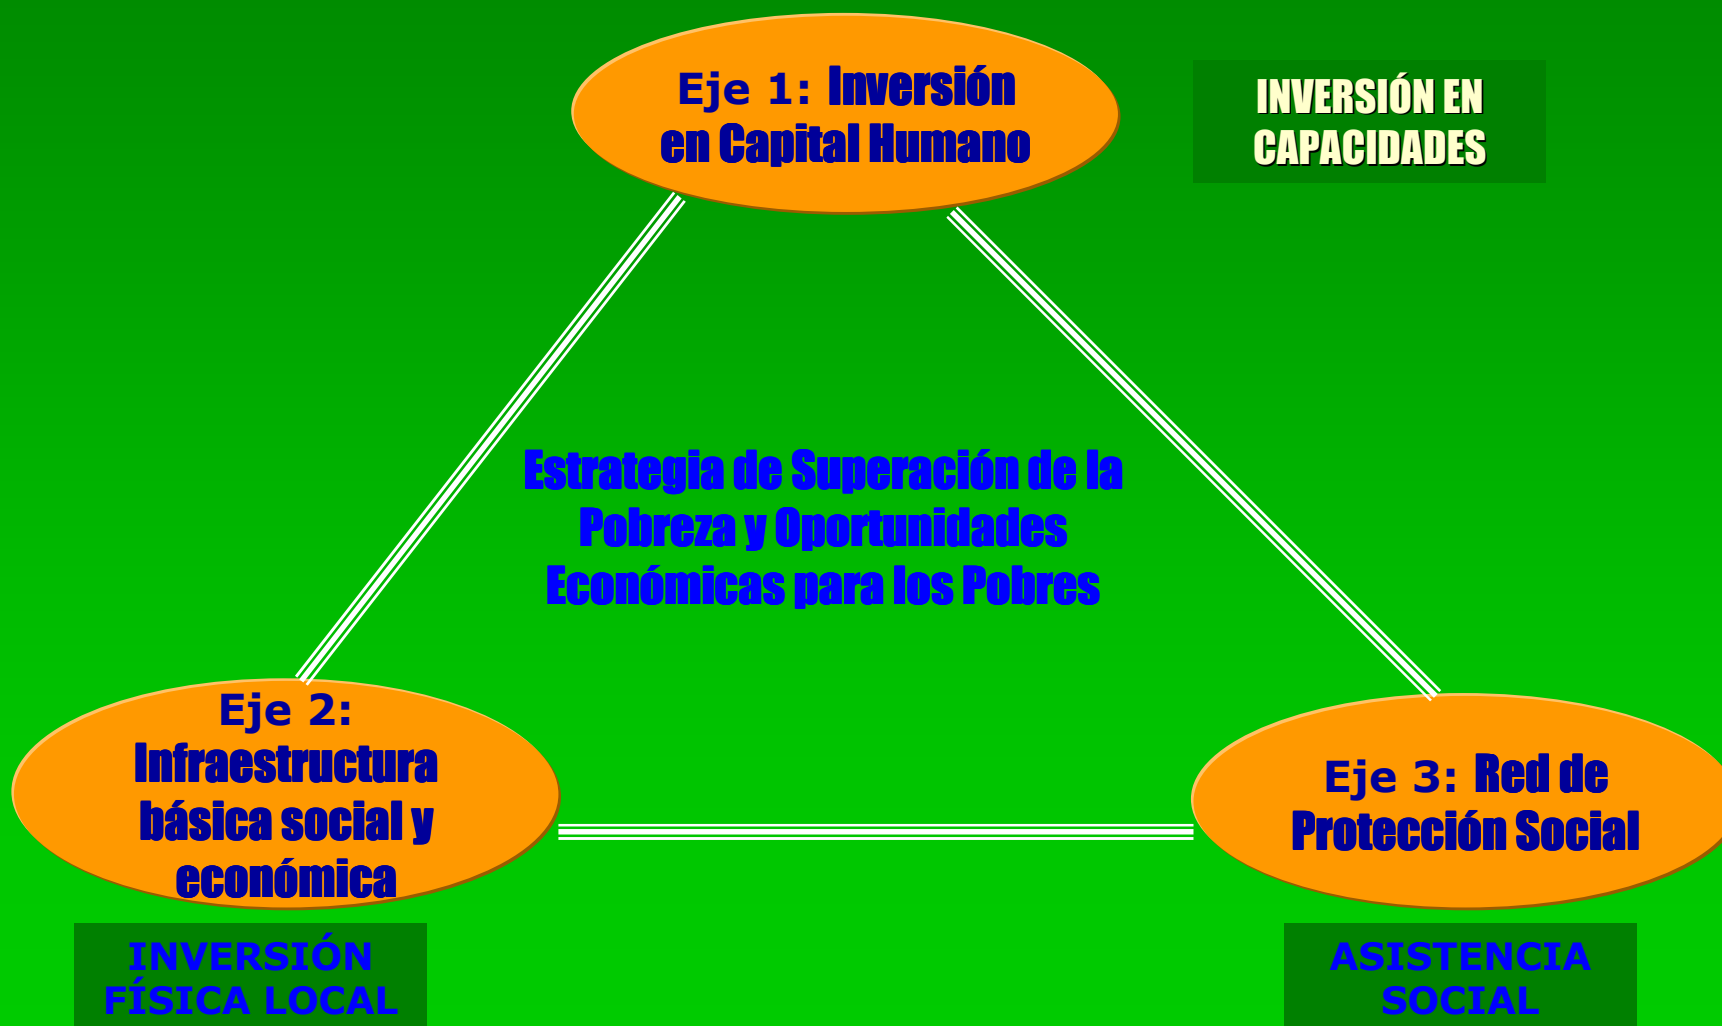 Eje 1: Inversión
en Capital Humano
INVERSIÓN EN
CAPACIDADES
Estrategia de Superación de la
Pobreza y Oportunidades
Económicas para los Pobres
Eje 2:
Infraestructura
básica social y
económica
Eje 3: Red de
Protección Social
INVERSIÓN
FÍSICA LOCAL
ASISTENCIA
SOCIAL